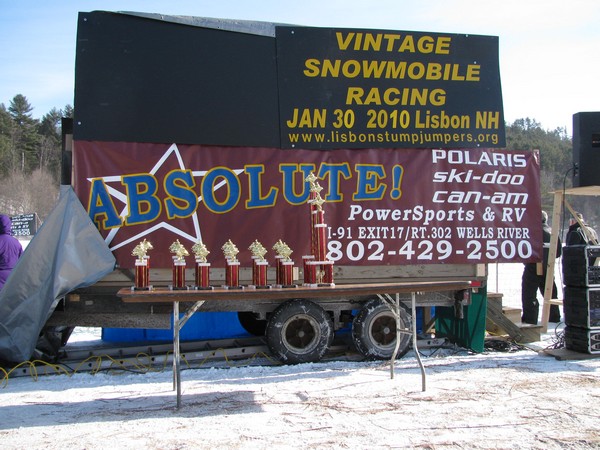 VINTAGE
SNOWMOBILE
RACING
JAN 30 2010 Lisbon NH
www.lisbonstumpjumpers.org
ABSOLUTE!
POLARIS
ski-doo
can-am
PowerSports & RV
I-91 EXIT17/RT.302 WELLS RIVER
802-429-2500